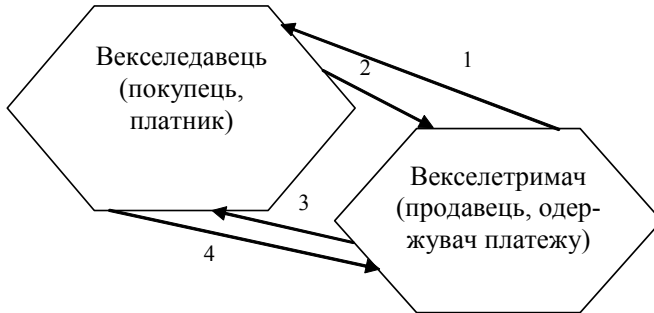 Векселедавець
(покупець,
платник)
1
2
Векселетримач
(продавець, одер-
жувач платежу)
3
4